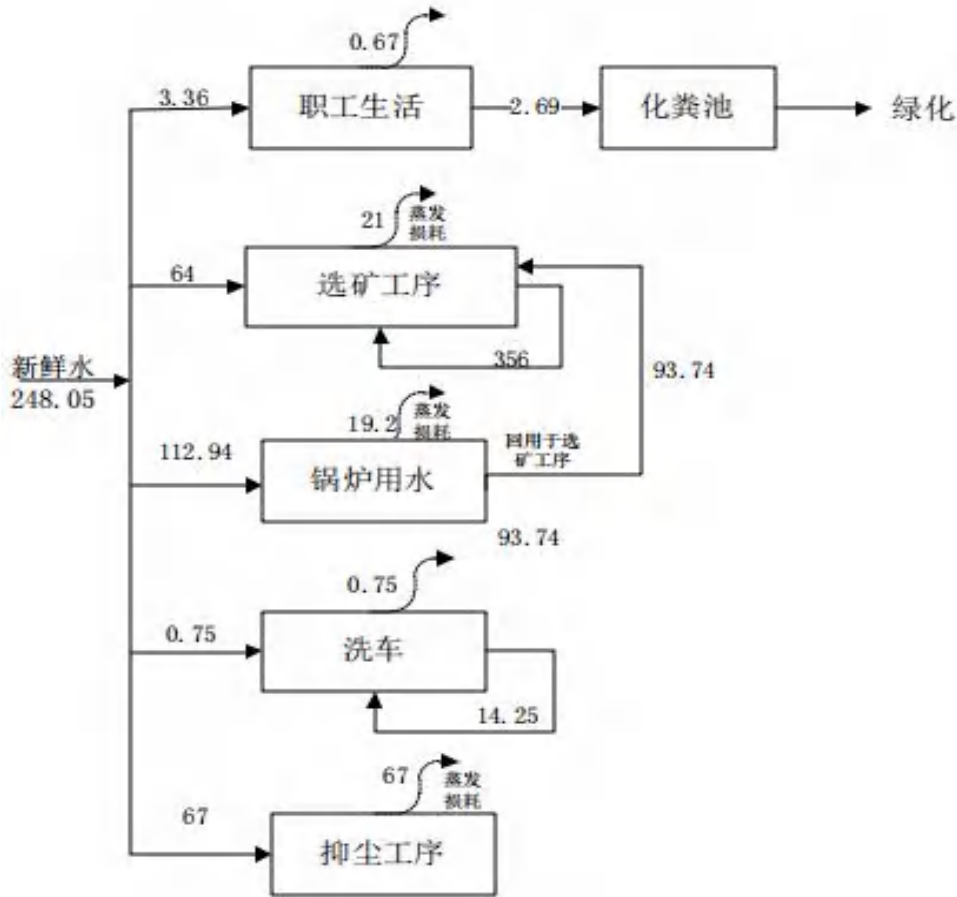 0.67
3.36
职工生活
2.69
化粪池
绿化
21
蒸发
损耗
64
选矿工序
356
93.74
新鲜水
248.05
19.2
蒸发
损耗
回用于选
矿工序
112.94
锅炉用水
93.74
0.75
0.75
洗车
14.25
67
蒸发
损耗
67
抑尘工序